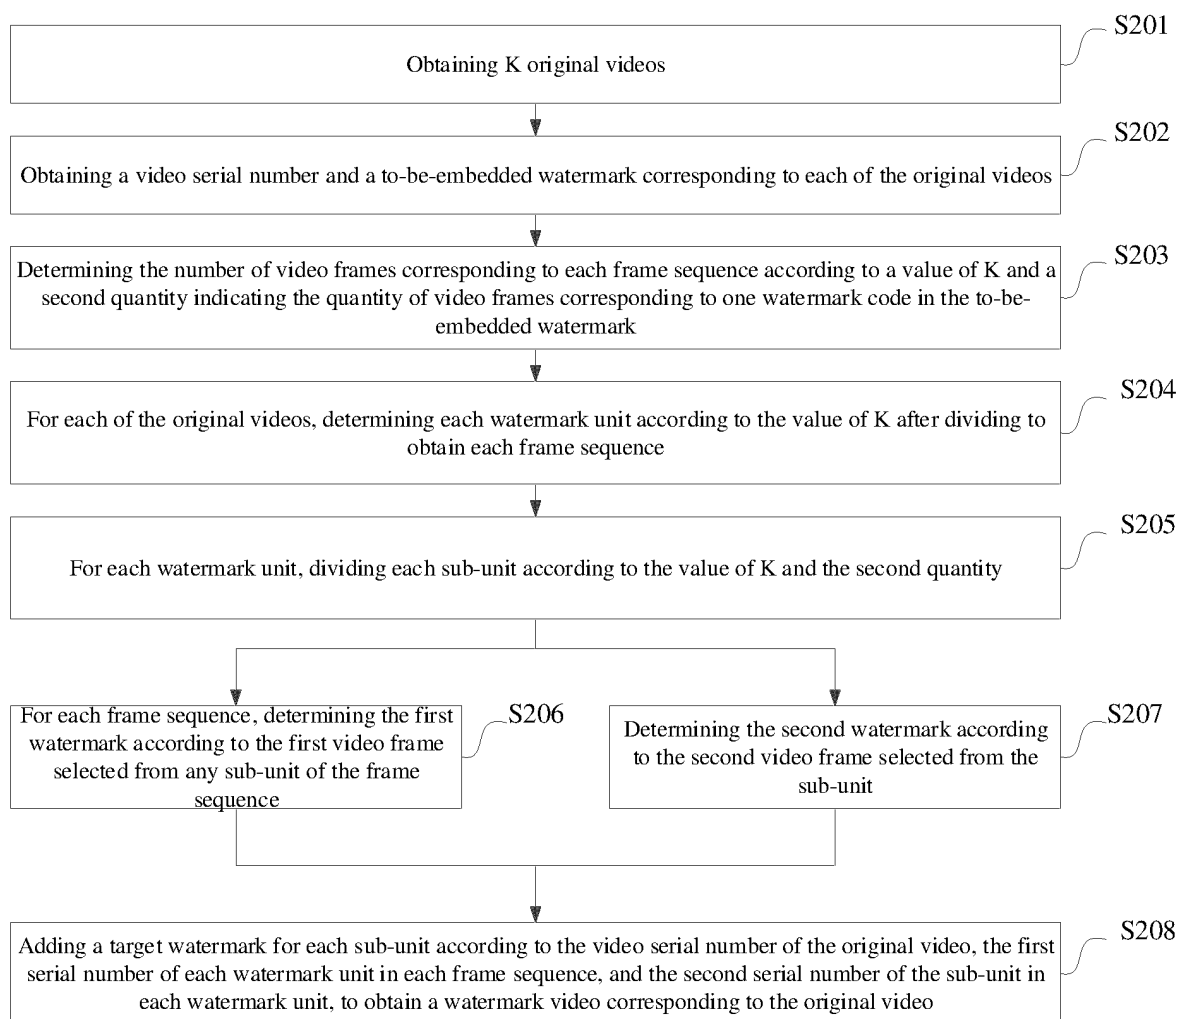 S201
Obtaining K original videos
S202
Obtaining a video serial number and a to-be-embedded watermark corresponding to each of the original videos
S203
Determining the number of video frames corresponding to each frame sequence according to a value of K and a
second quantity indicating the quantity of video frames corresponding to one watermark code in the to-be-
embedded watermark
S204
For each of the original videos, determining each watermark unit according to the value of K after dividing to
obtain each frame sequence
S205
For each watermark unit, dividing each sub-unit according to the value of K and the second quantity
S206
For each frame sequence, determining the first
watermark according to the first video frame
selected from any sub-unit of the frame
sequence
S207
Determining the second watermark according
to the second video frame selected from the
sub-unit
S208
Adding a target watermark for each sub-unit according to the video serial number of the original video, the first
serial number of each watermark unit in each frame sequence, and the second serial number of the sub-unit in
each watermark unit, to obtain a watermark video corresponding to the original video